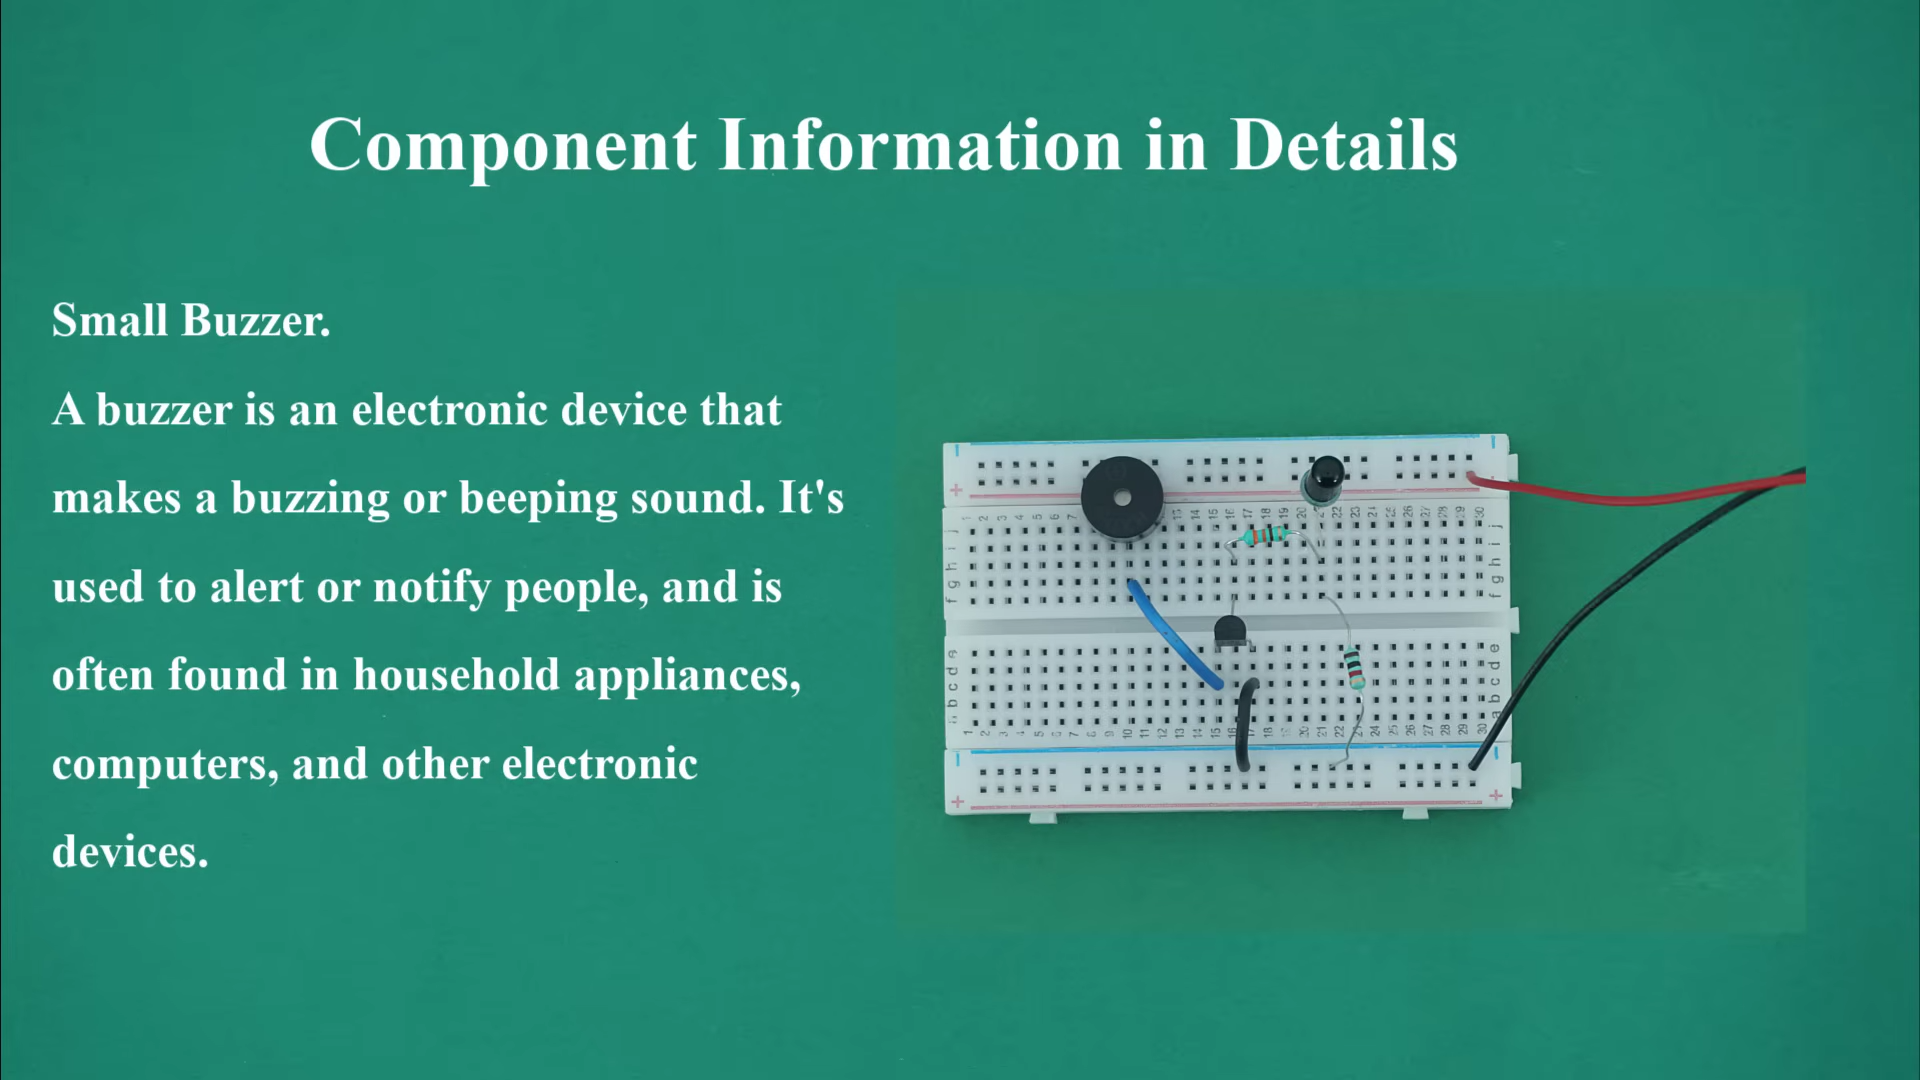 Component Information in Details
Small Buzzer.
A buzzer is an electronic device that
makes a buzzing or beeping sound. It's
used to alert or notify people, and is
often found in household appliances,
computers, and other electronic
devices.